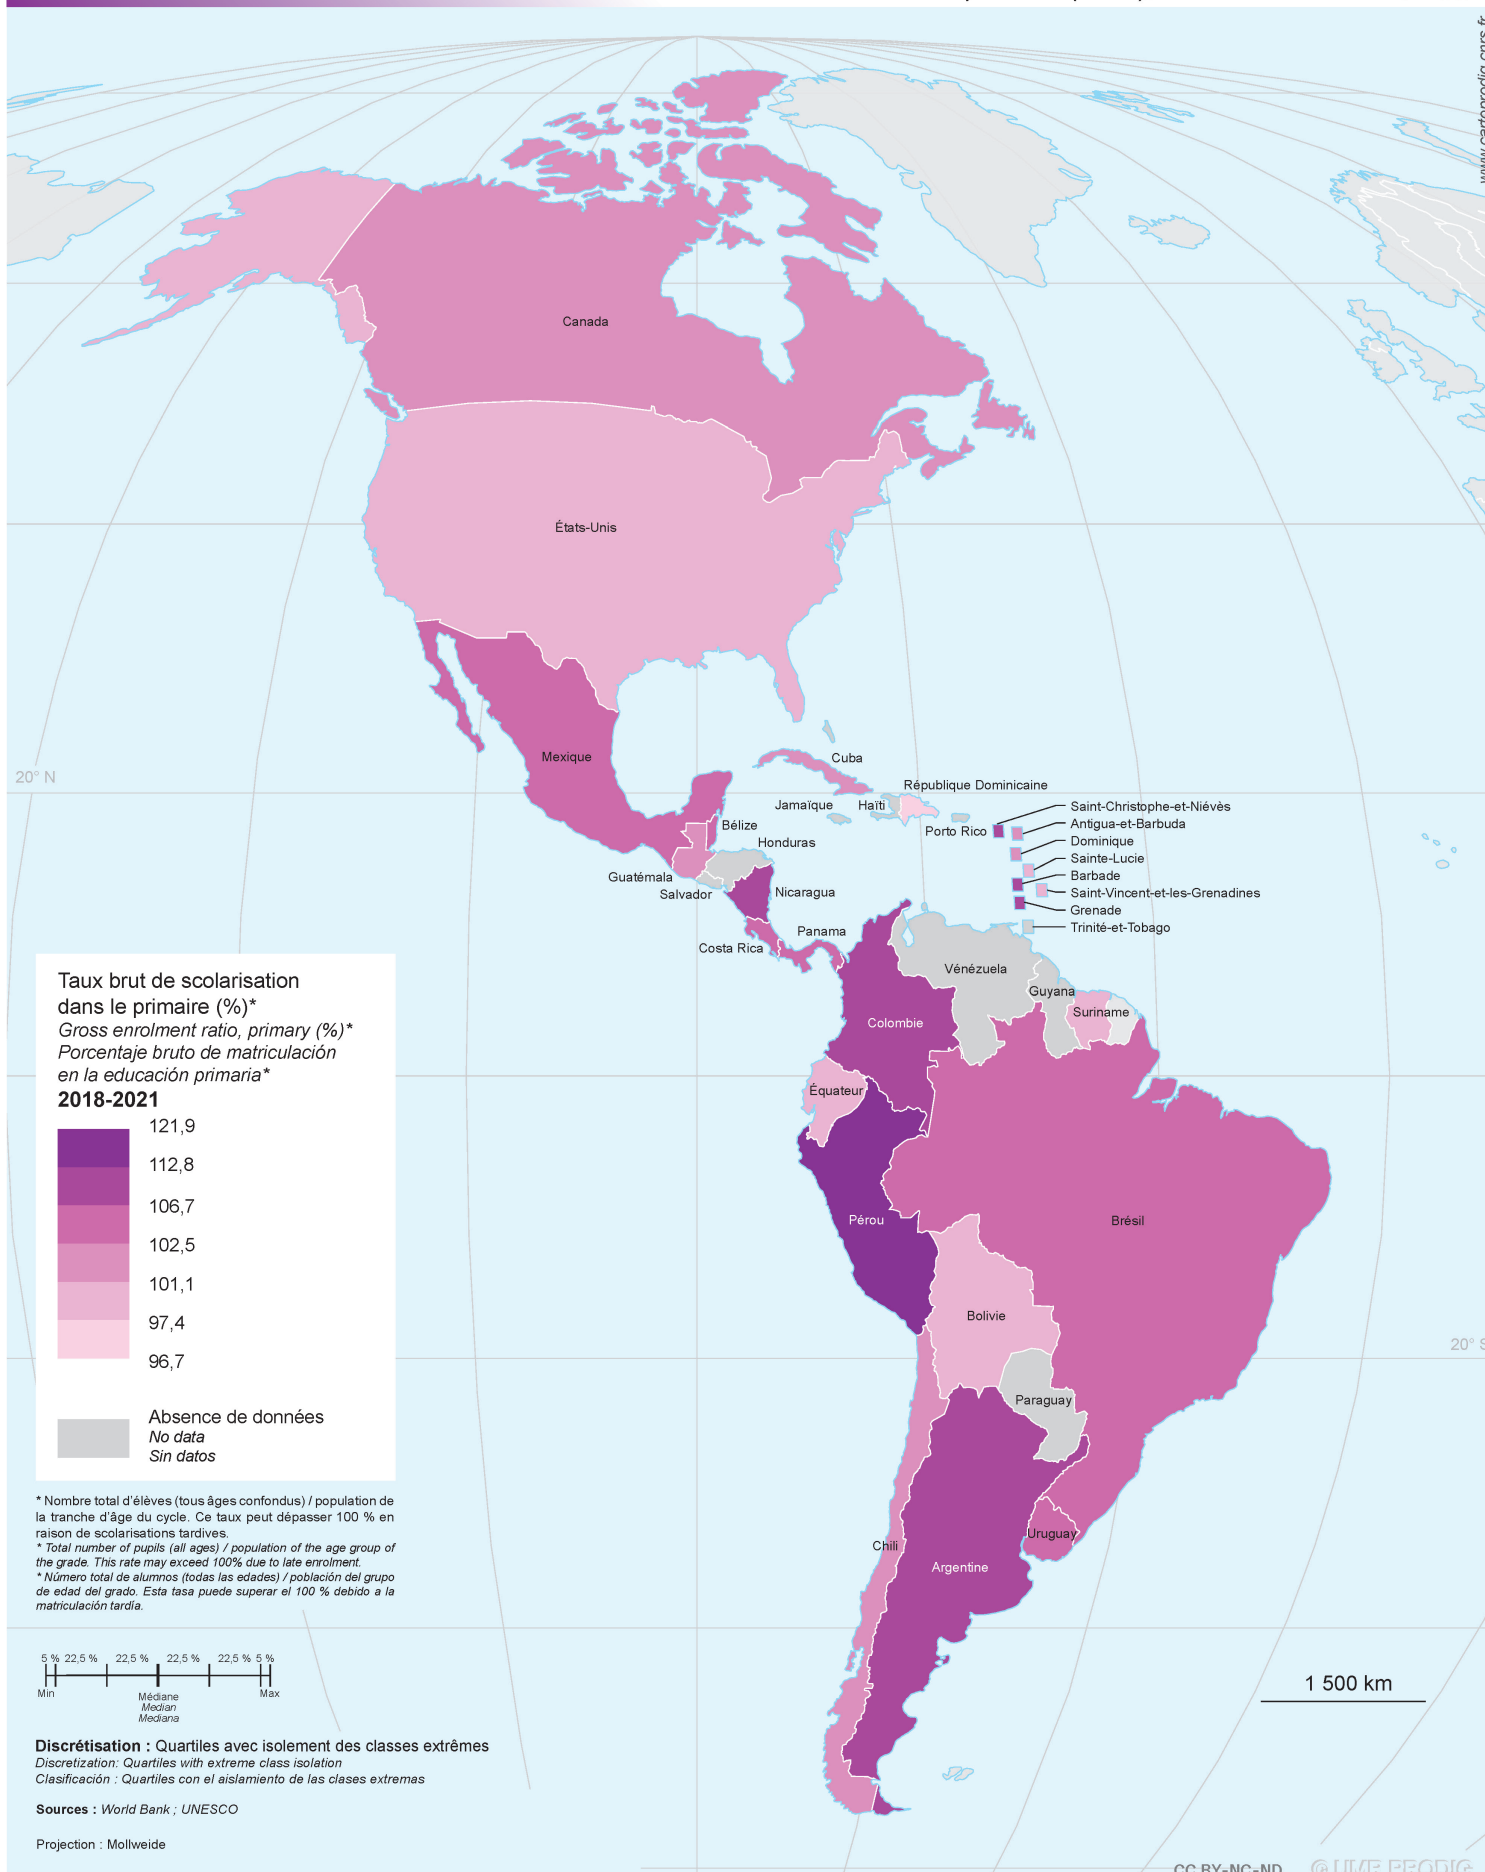 www.cartoprodig.cnrs.fr
Canada
États-Unis
20° N
Mexique
Cuba
République Dominicaine
Jamaïque
Haïti
Porto Rico
Saint-Christophe-et-Niévès
Antigua-et-Barbuda
Dominique
Sainte-Lucie
Barbade
Saint-Vincent-et-les-Grenadines
Grenade
Trinité-et-Tobago
Bélize
Honduras
Guatémala
Salvador
Nicaragua
Costa Rica
Panama
Vénézuela
Guyana
Suriname
Colombie
Équateur
Pérou
Brésil
Bolivie
20° S
Paraguay
Uruguay
Chili
Argentine
Taux brut de scolarisation
dans le primaire (%)*
Gross enrolment ratio, primary (%)*
Porcentaje bruto de matriculación
en la educación primaria*
2018-2021
121,9
112,8
106,7
102,5
101,1
97,4
96,7
Absence de données
No data
Sin datos
* Nombre total d'élèves (tous âges confondus) / population de
la tranche d'âge du cycle. Ce taux peut dépasser 100 % en
raison de scolarisations tardives.
* Total number of pupils (all ages) / population of the age group of
the grade. This rate may exceed 100% due to late enrolment.
* Número total de alumnos (todas las edades) / población del grupo
de edad del grado. Esta tasa puede superar el 100 % debido a la
matriculación tardía.
5 % 22,5 % 22,5 % 22,5 % 22,5 % 5 %
Min
Max
Médiane
Median
Mediana
1 500 km
Discrétisation : Quartiles avec isolement des classes extrêmes
Discretization: Quartiles with extreme class isolation
Clasificación : Quartiles con el aislamiento de las clases extremas
Sources : World Bank ; UNESCO
Projection : Mollweide
CC BY-NC-ND
© UMR PRODIG